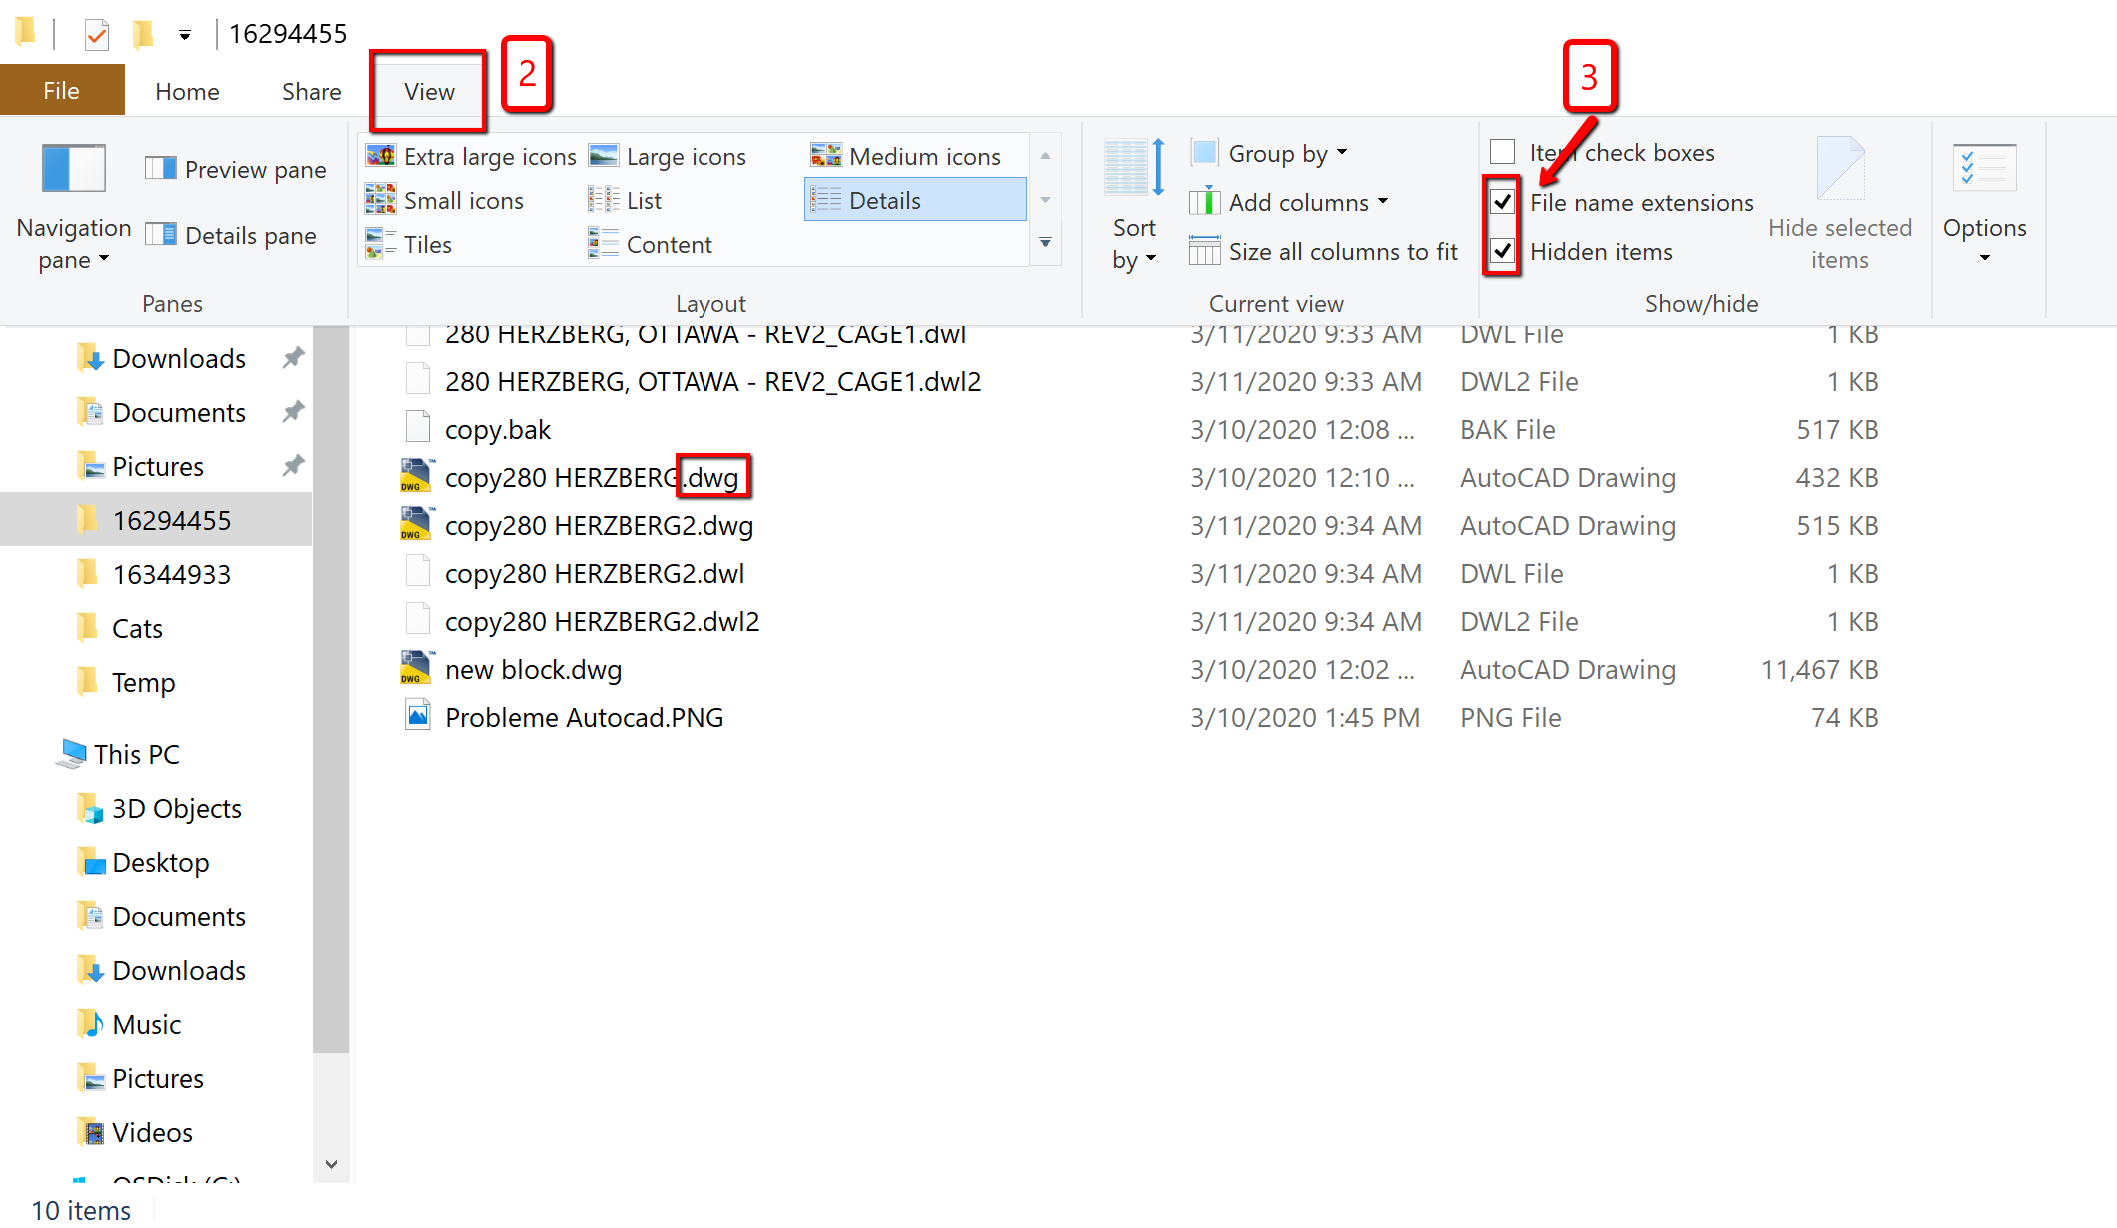 16294455
2
3
File Home Share View
Extra large icons Large icons Medium icons
Small icons List Details
Tiles Content
Navigation pane
Preview pane
Details pane
Sort by
Group by
Add columns
Size all columns to fit
Item check boxes
File name extensions
Hidden items
Hide selected items
Options
Panes Layout Current view Show/hide
Downloads
Documents
Pictures
16294455
16344933
Cats
Temp
This PC
3D Objects
Desktop
Documents
Downloads
Music
Pictures
Videos
OSDisk (C:)
280 HERZBERG, OTTAWA - REV2_CAGE1.dwl 3/11/2020 9:33 AM DWL File 1 KB
280 HERZBERG, OTTAWA - REV2_CAGE1.dwl2 3/11/2020 9:33 AM DWL2 File 1 KB
copy.bak 3/10/2020 12:08 ... BAK File 517 KB
copy280 HERZBERG.dwg 3/10/2020 12:10 ... AutoCAD Drawing 432 KB
copy280 HERZBERG2.dwg 3/11/2020 9:34 AM AutoCAD Drawing 515 KB
copy280 HERZBERG2.dwl 3/11/2020 9:34 AM DWL File 1 KB
copy280 HERZBERG2.dwl2 3/11/2020 9:34 AM DWL2 File 1 KB
new block.dwg 3/10/2020 12:02 ... AutoCAD Drawing 11,467 KB
Probleme Autocad.PNG 3/10/2020 1:45 PM PNG File 74 KB
DWG
DWG
DWG
10 items